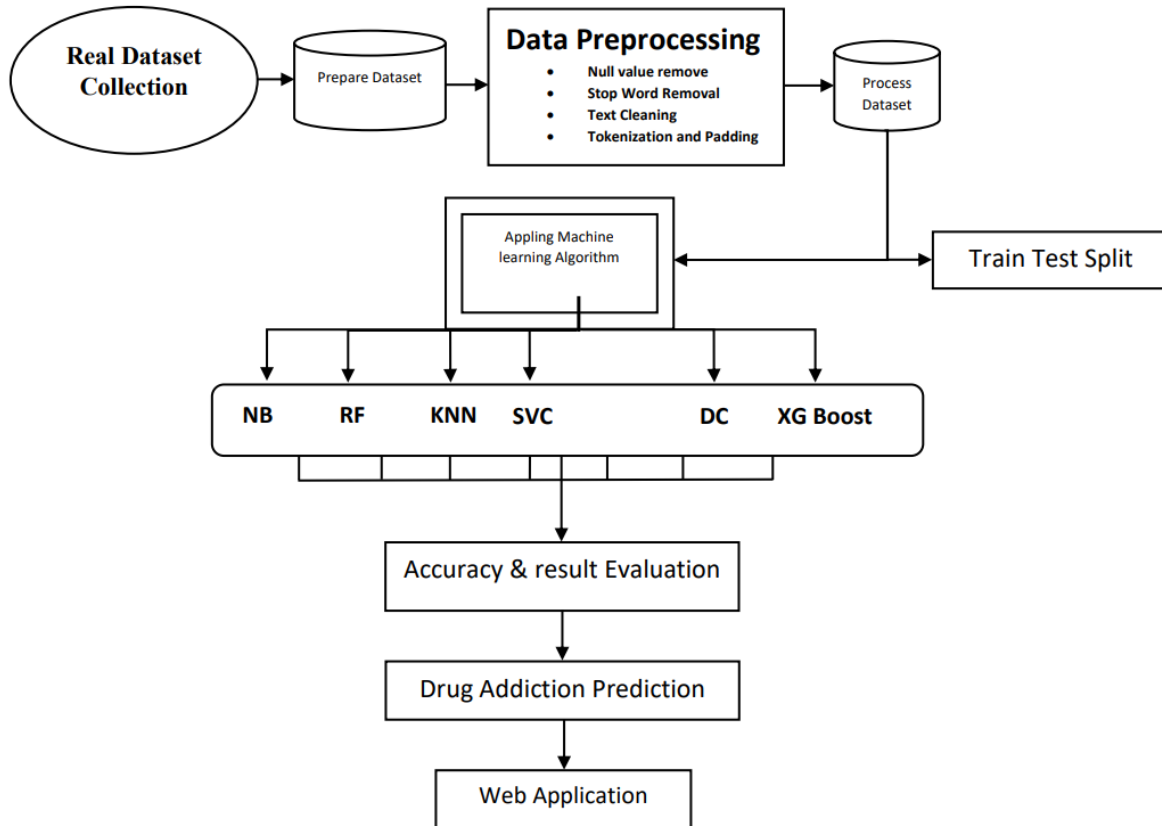 Real Dataset
Collection
Prepare Dataset
Data Preprocessing
• Null value remove
• Stop Word Removal
• Text Cleaning
• Tokenization and Padding
Process
Dataset
Appling Machine
learning Algorithm
Train Test Split
NB RF KNN SVC DC XG Boost
Accuracy & result Evaluation
Drug Addiction Prediction
Web Application